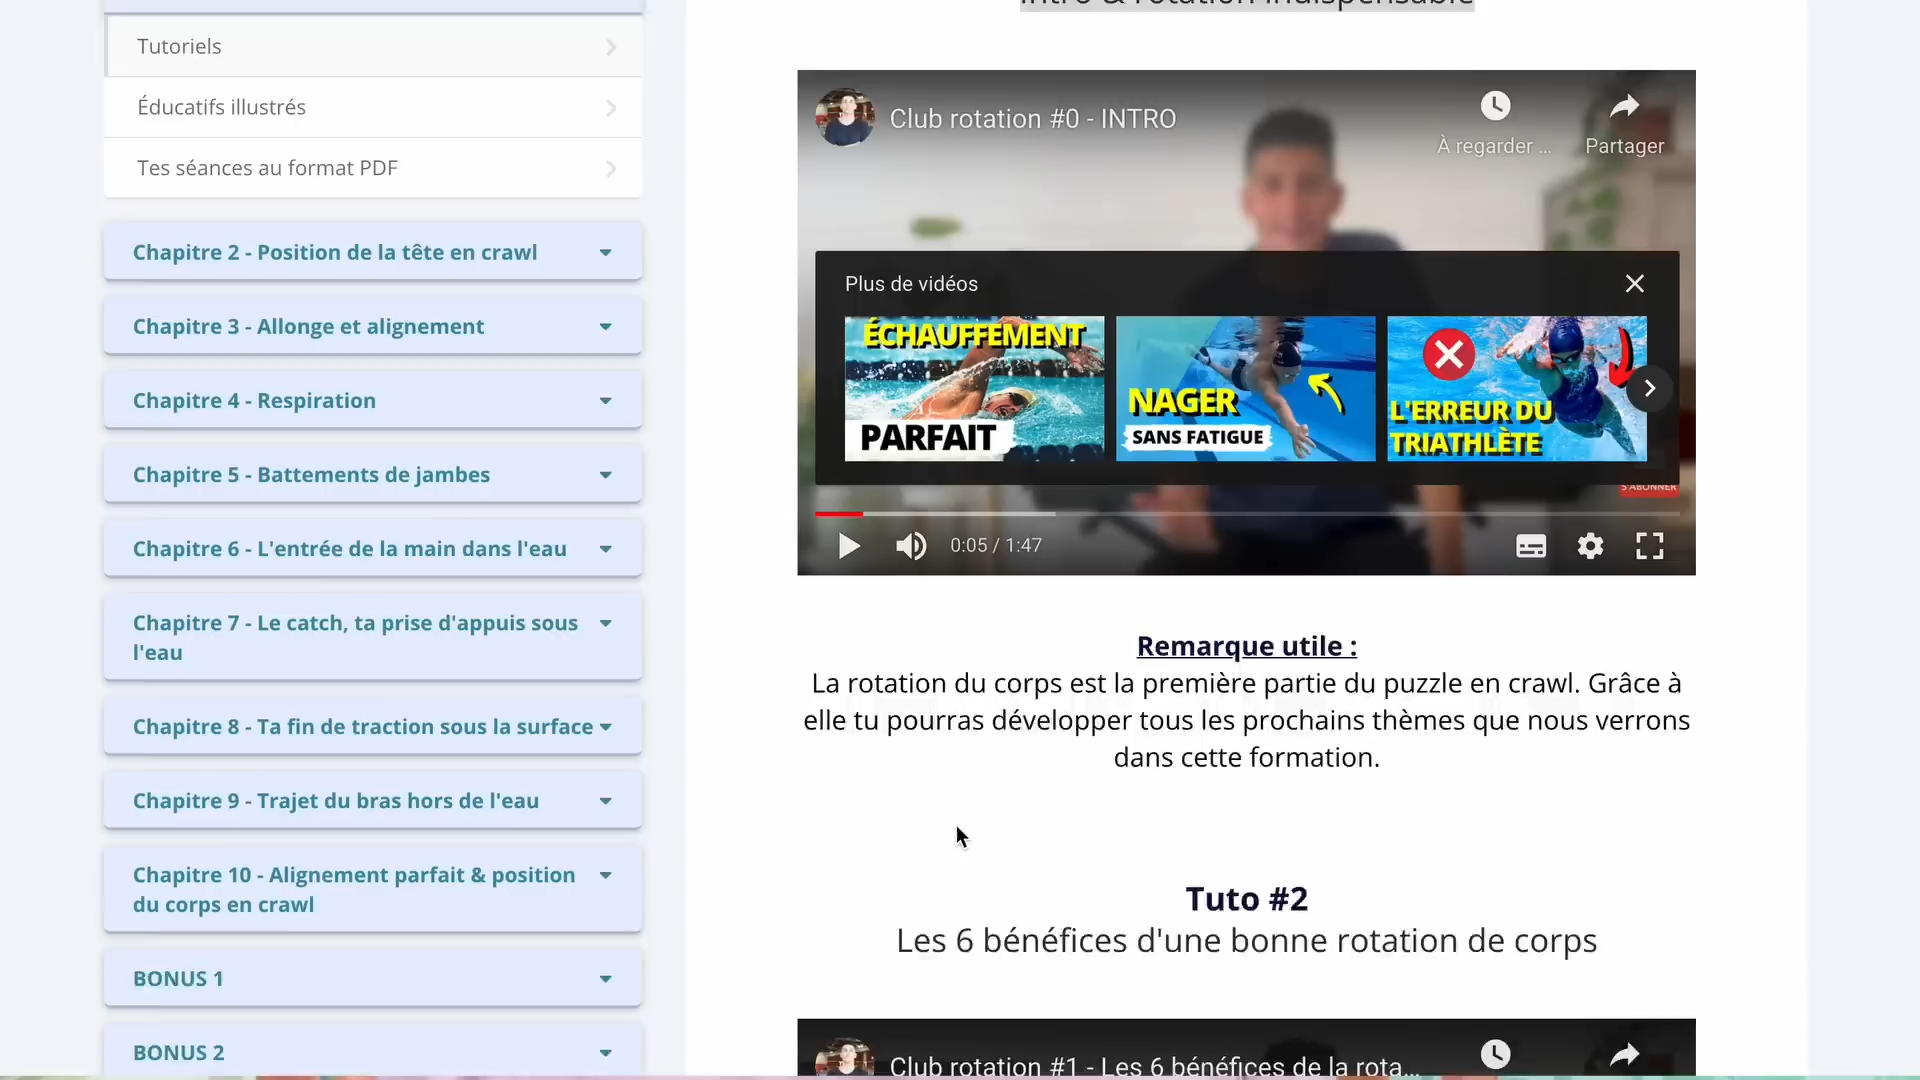 Tutoriels
Éducatifs illustrés
Tes séances au format PDF
Chapitre 2 - Position de la tête en crawl
Chapitre 3 - Allonge et alignement
Chapitre 4 - Respiration
Chapitre 5 - Battements de jambes
Chapitre 6 - L'entrée de la main dans l'eau
Chapitre 7 - Le catch, ta prise d'appuis sous
l'eau
Chapitre 8 - Ta fin de traction sous la surface
Chapitre 9 - Trajet du bras hors de l'eau
Chapitre 10 - Alignement parfait & position
du corps en crawl
BONUS 1
BONUS 2
Intro & rotation indispensable
Club rotation #0 - INTRO
À regarder ...
Partager
Plus de vidéos
ÉCHAUFFEMENT
PARFAIT
NAGER
SANS FATIGUE
L'ERREUR DU
TRIATHLÈTE
S'ABONNER
0:05 / 1:47
Remarque utile :
La rotation du corps est la première partie du puzzle en crawl. Grâce à
elle tu pourras développer tous les prochains thèmes que nous verrons
dans cette formation.
Tuto #2
Les 6 bénéfices d'une bonne rotation de corps
Club rotation #1 - Les 6 bénéfices de la rota...